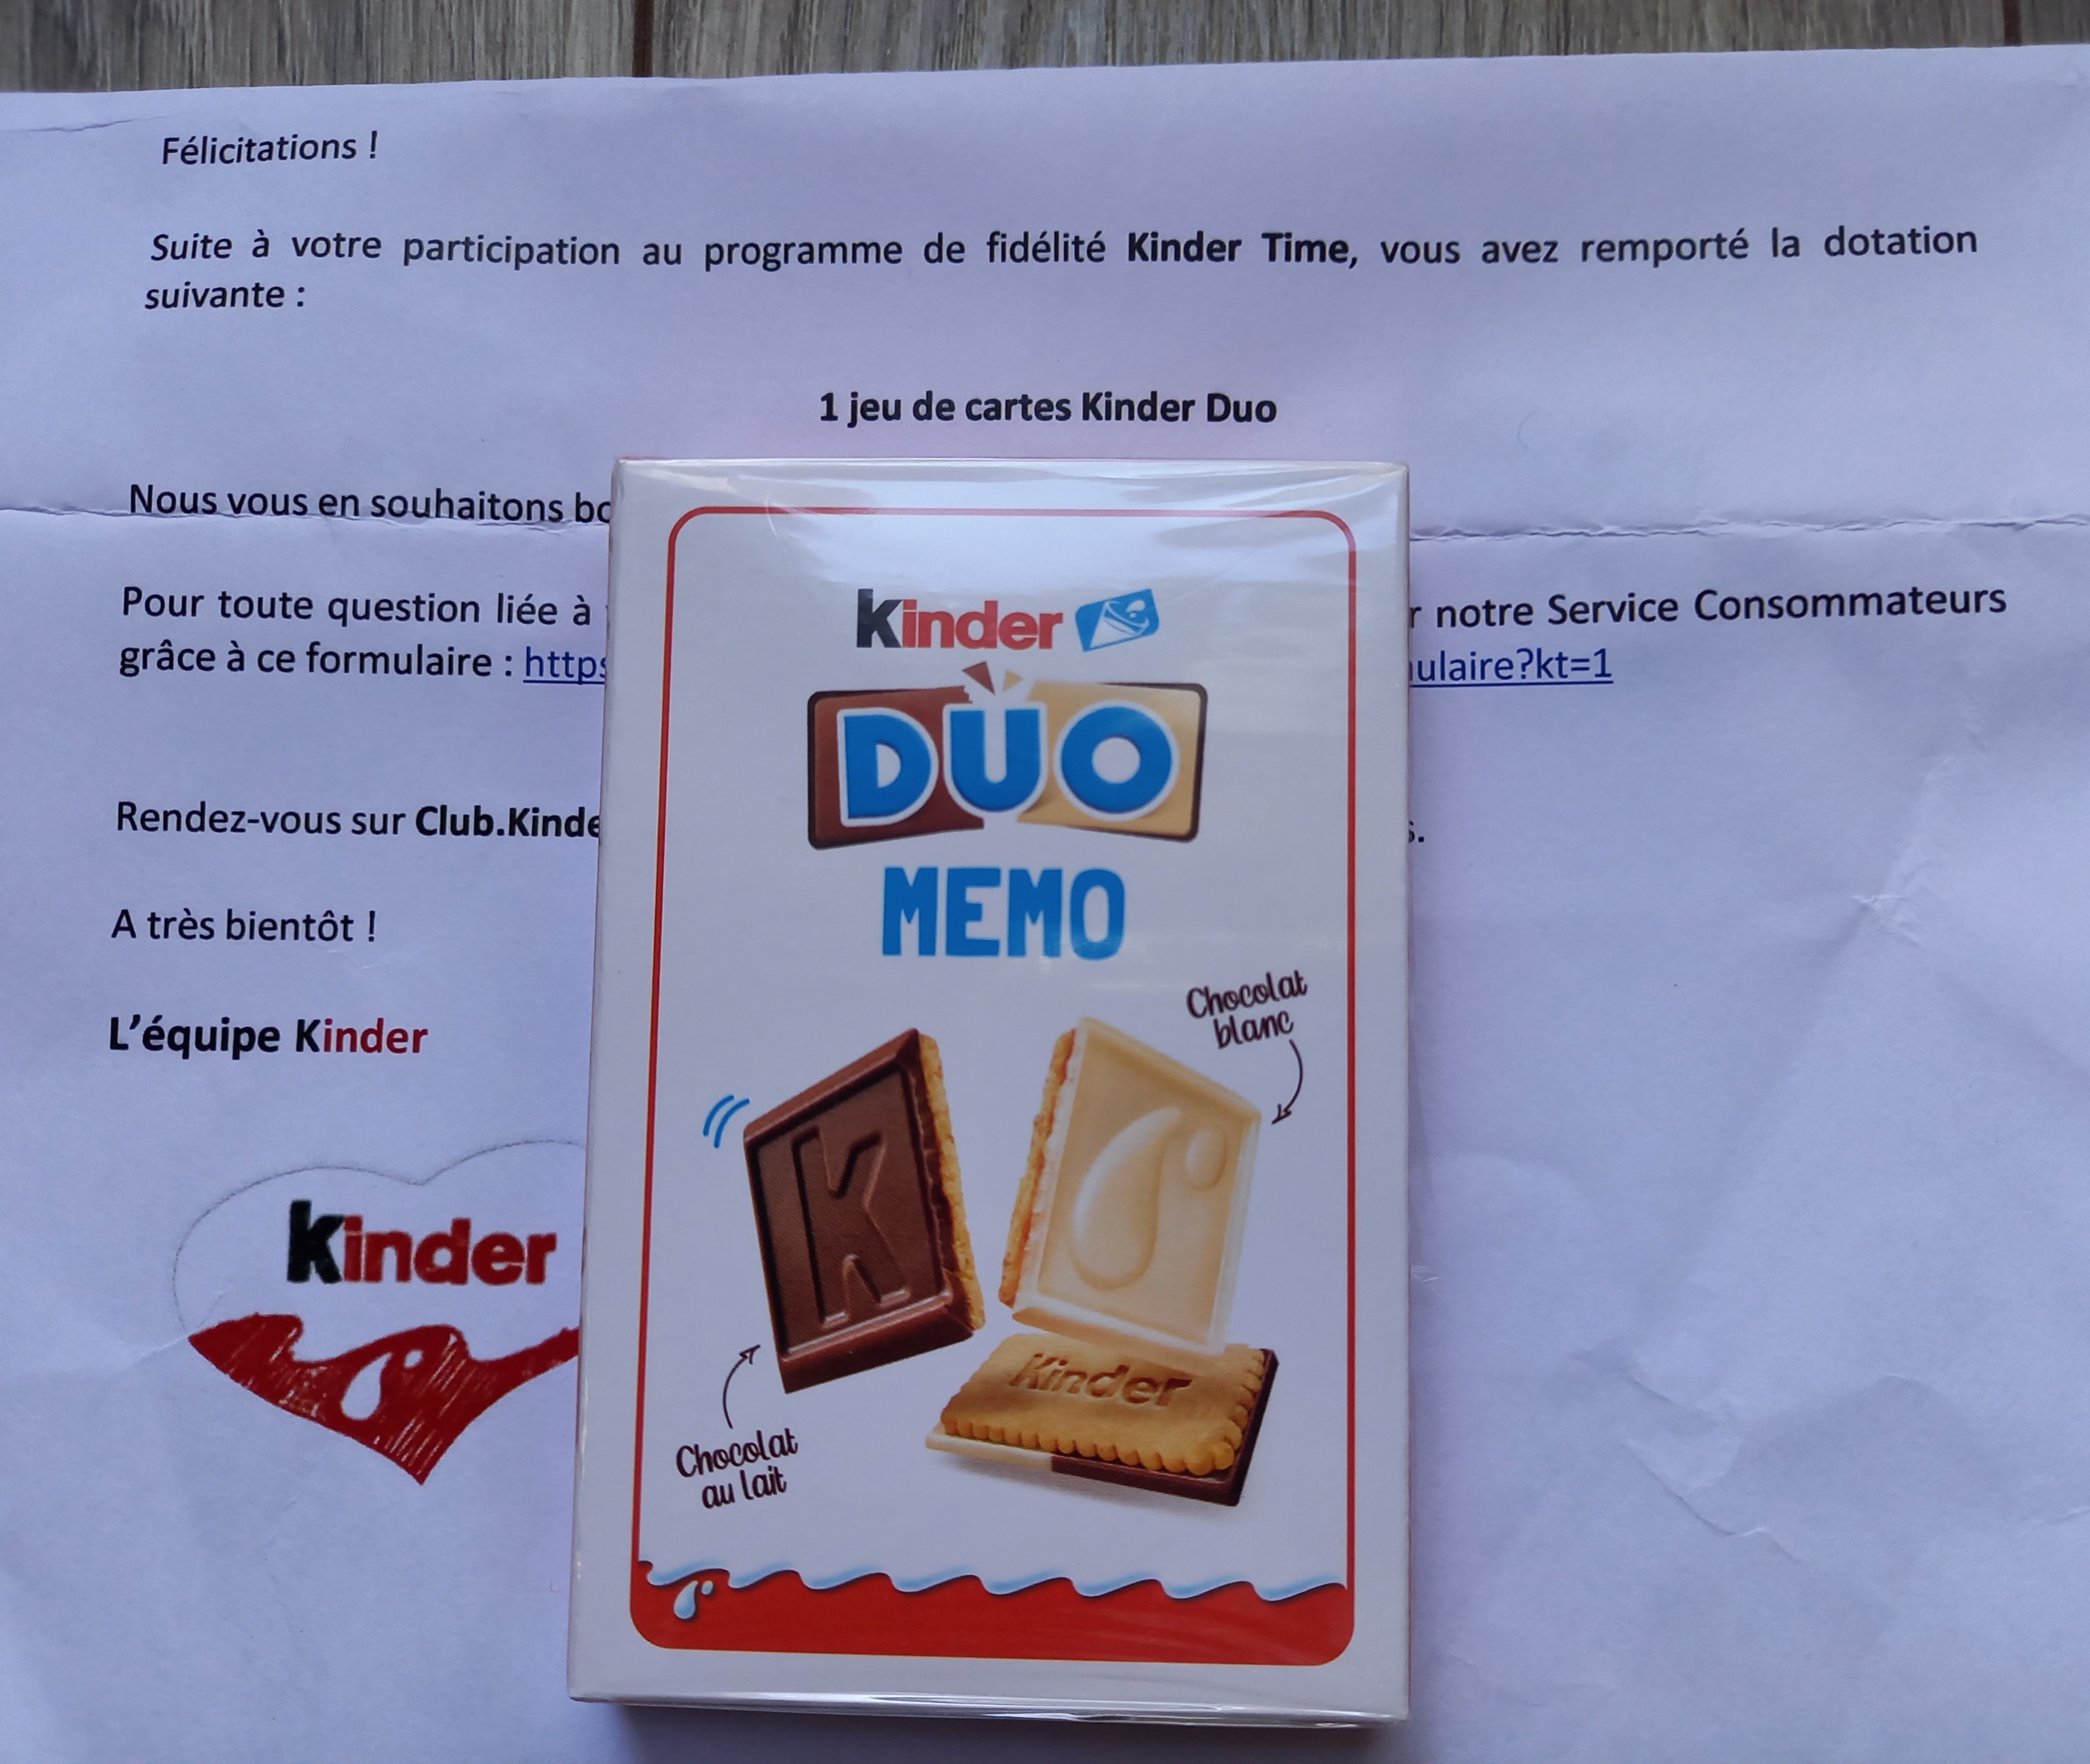 Félicitations !
Suite à votre participation au programme de fidélité Kinder Time, vous avez remporté la dotation
suivante :
1 jeu de cartes Kinder Duo
Nous vous en souhaitons
Pour toute question liée à notre Service Consommateurs
grâce à ce formulaire : https ulaire?kt=1
Rendez-vous sur Club.Kinde
A très bientôt !
L'équipe Kinder
Kinder
Kinder
DUO
MEMO
Chocolat
blanc
K
Kinder
Chocolat
au lait